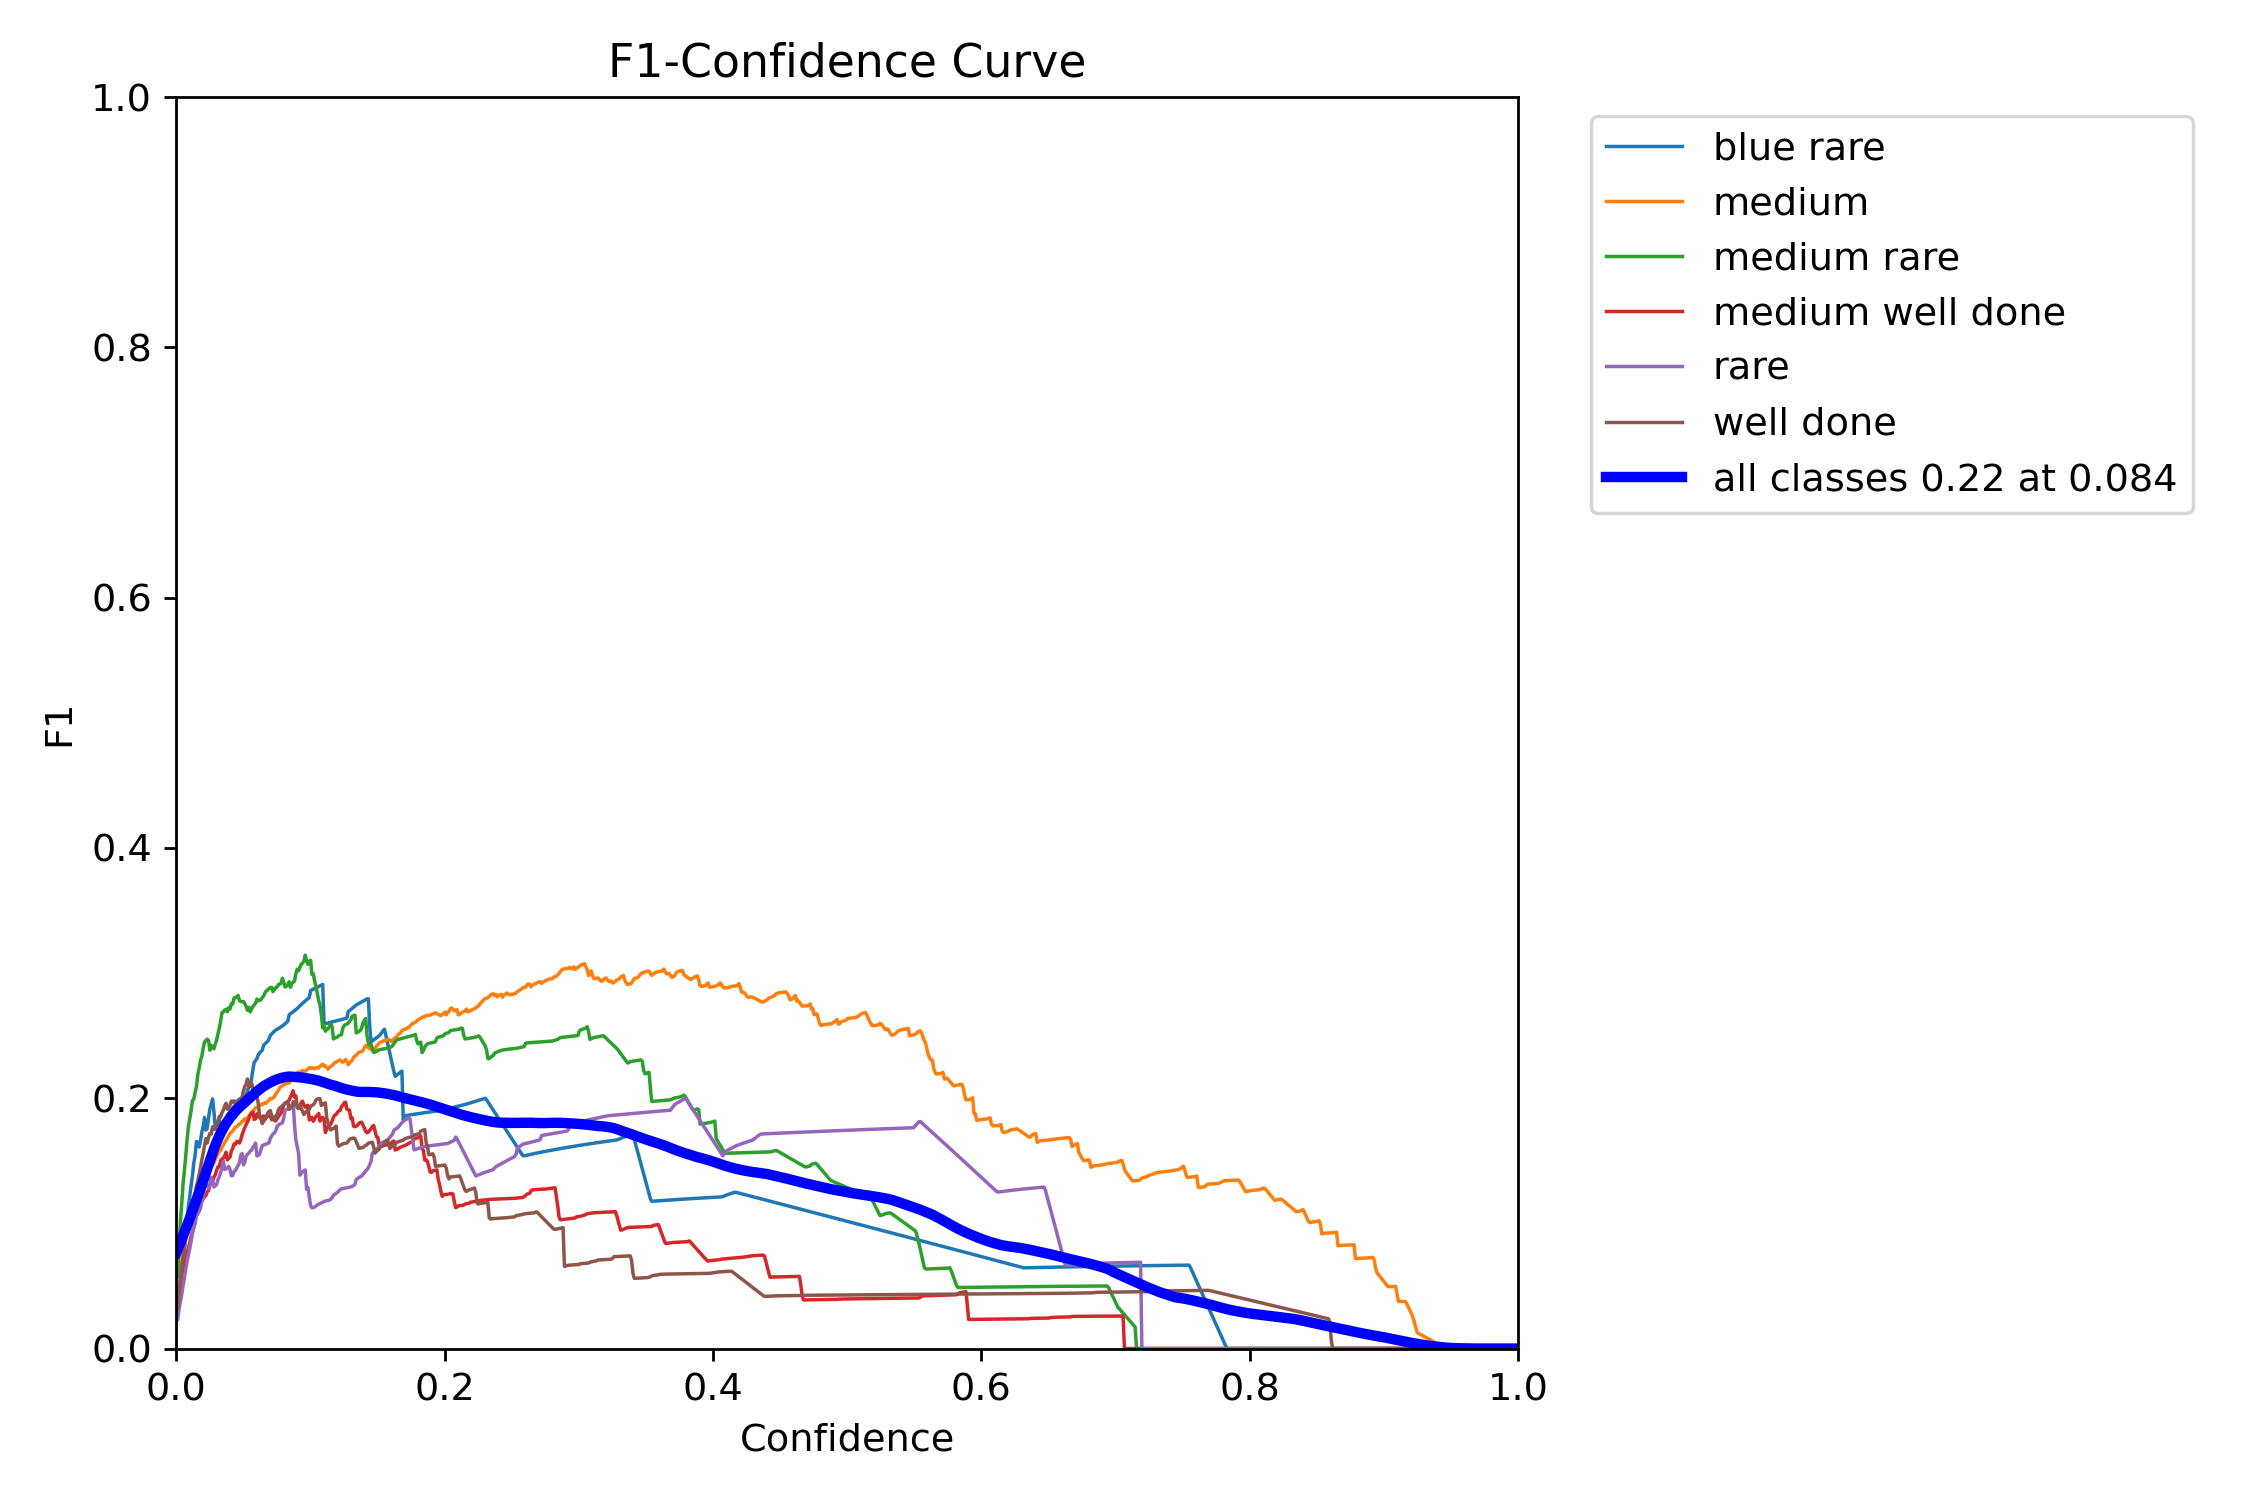 F1-Confidence Curve
1.0
0.8
0.6
0.4
0.2
0.0
F1
0.0 0.2 0.4 0.6 0.8 1.0
Confidence
blue rare
medium
medium rare
medium well done
rare
well done
all classes 0.22 at 0.084